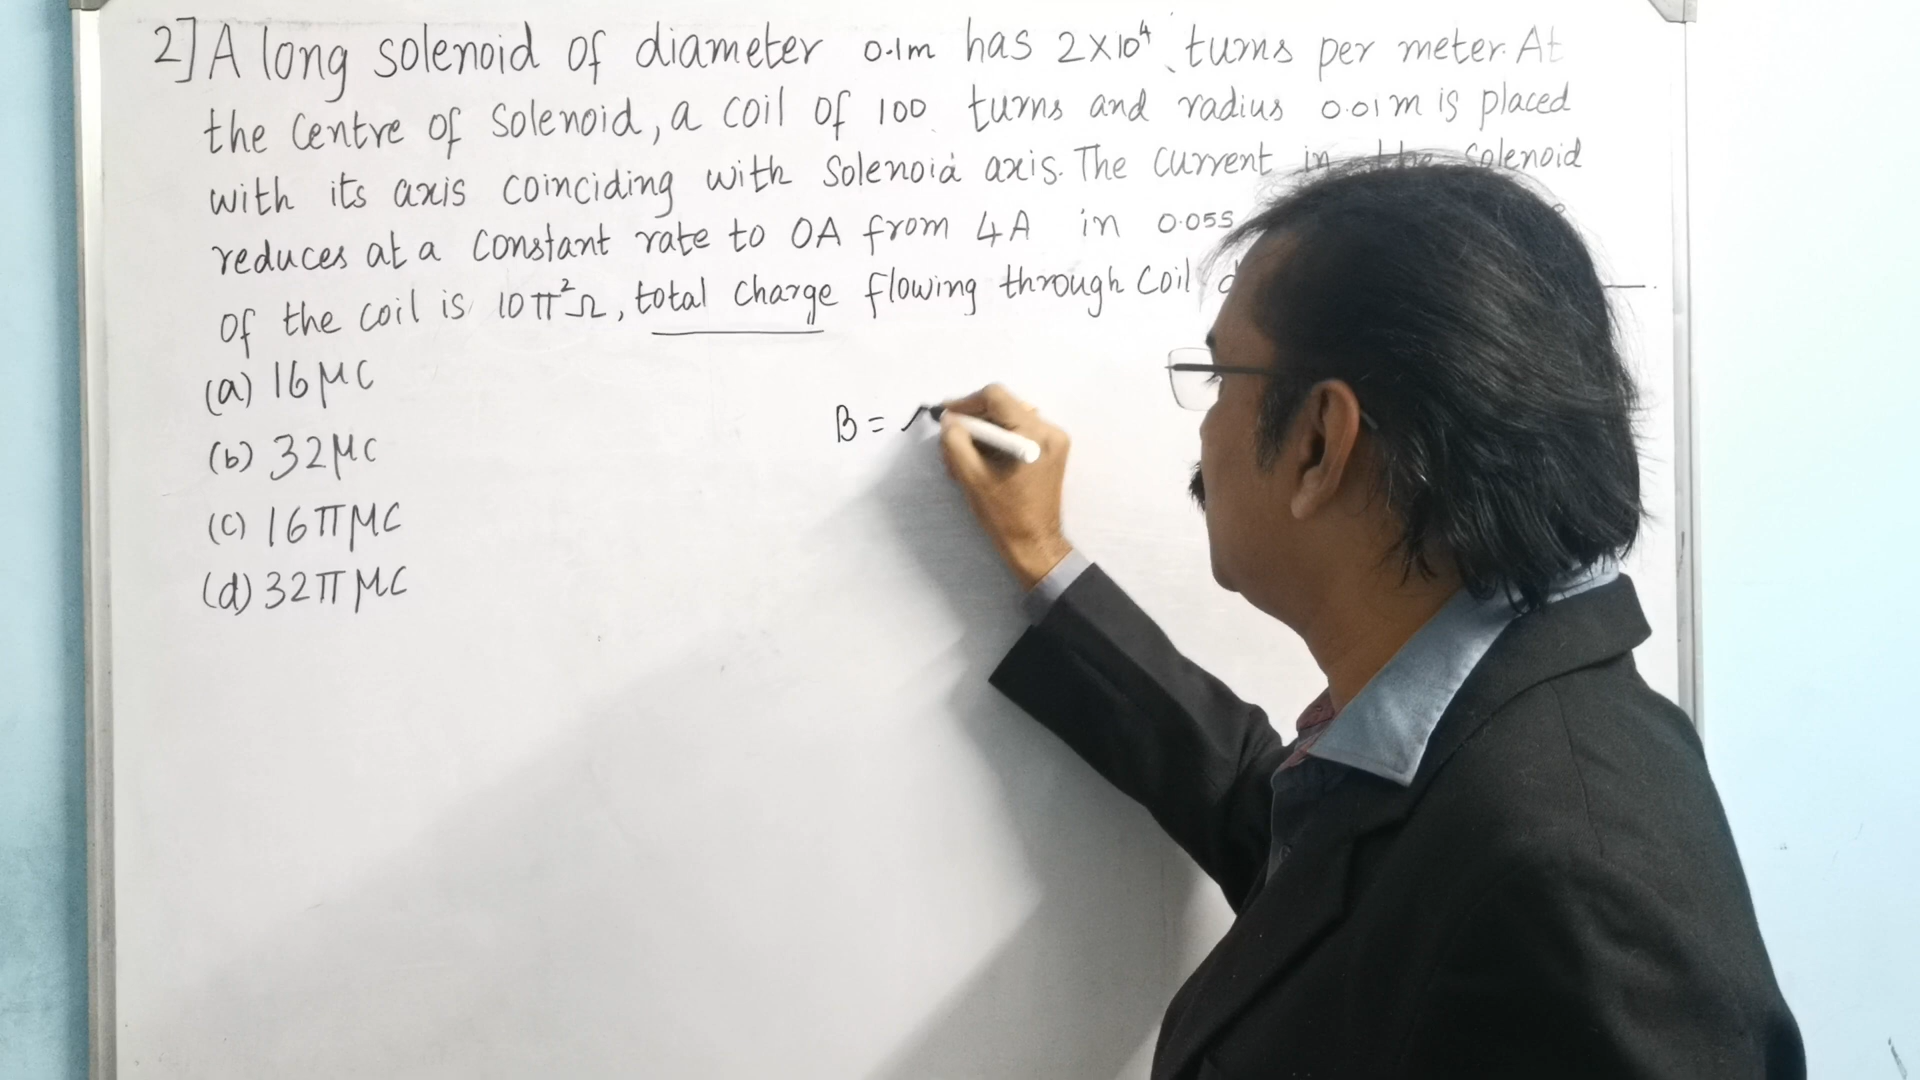 2] A long solenoid of diameter 0.1m has 2×10⁴ turns per meter. At
the Centre of Solenoid, a coil of 100 turns and radius 0.01m is placed
with its axis coinciding with Solenoid axis. The current in the Solenoid
reduces at a constant rate to 0A from 4A in 0.05s
of the coil is 10π²Ω, total charge flowing through Coil
(a) 16μC
(b) 32μC
(c) 16πμC
(d) 32πμC
B =